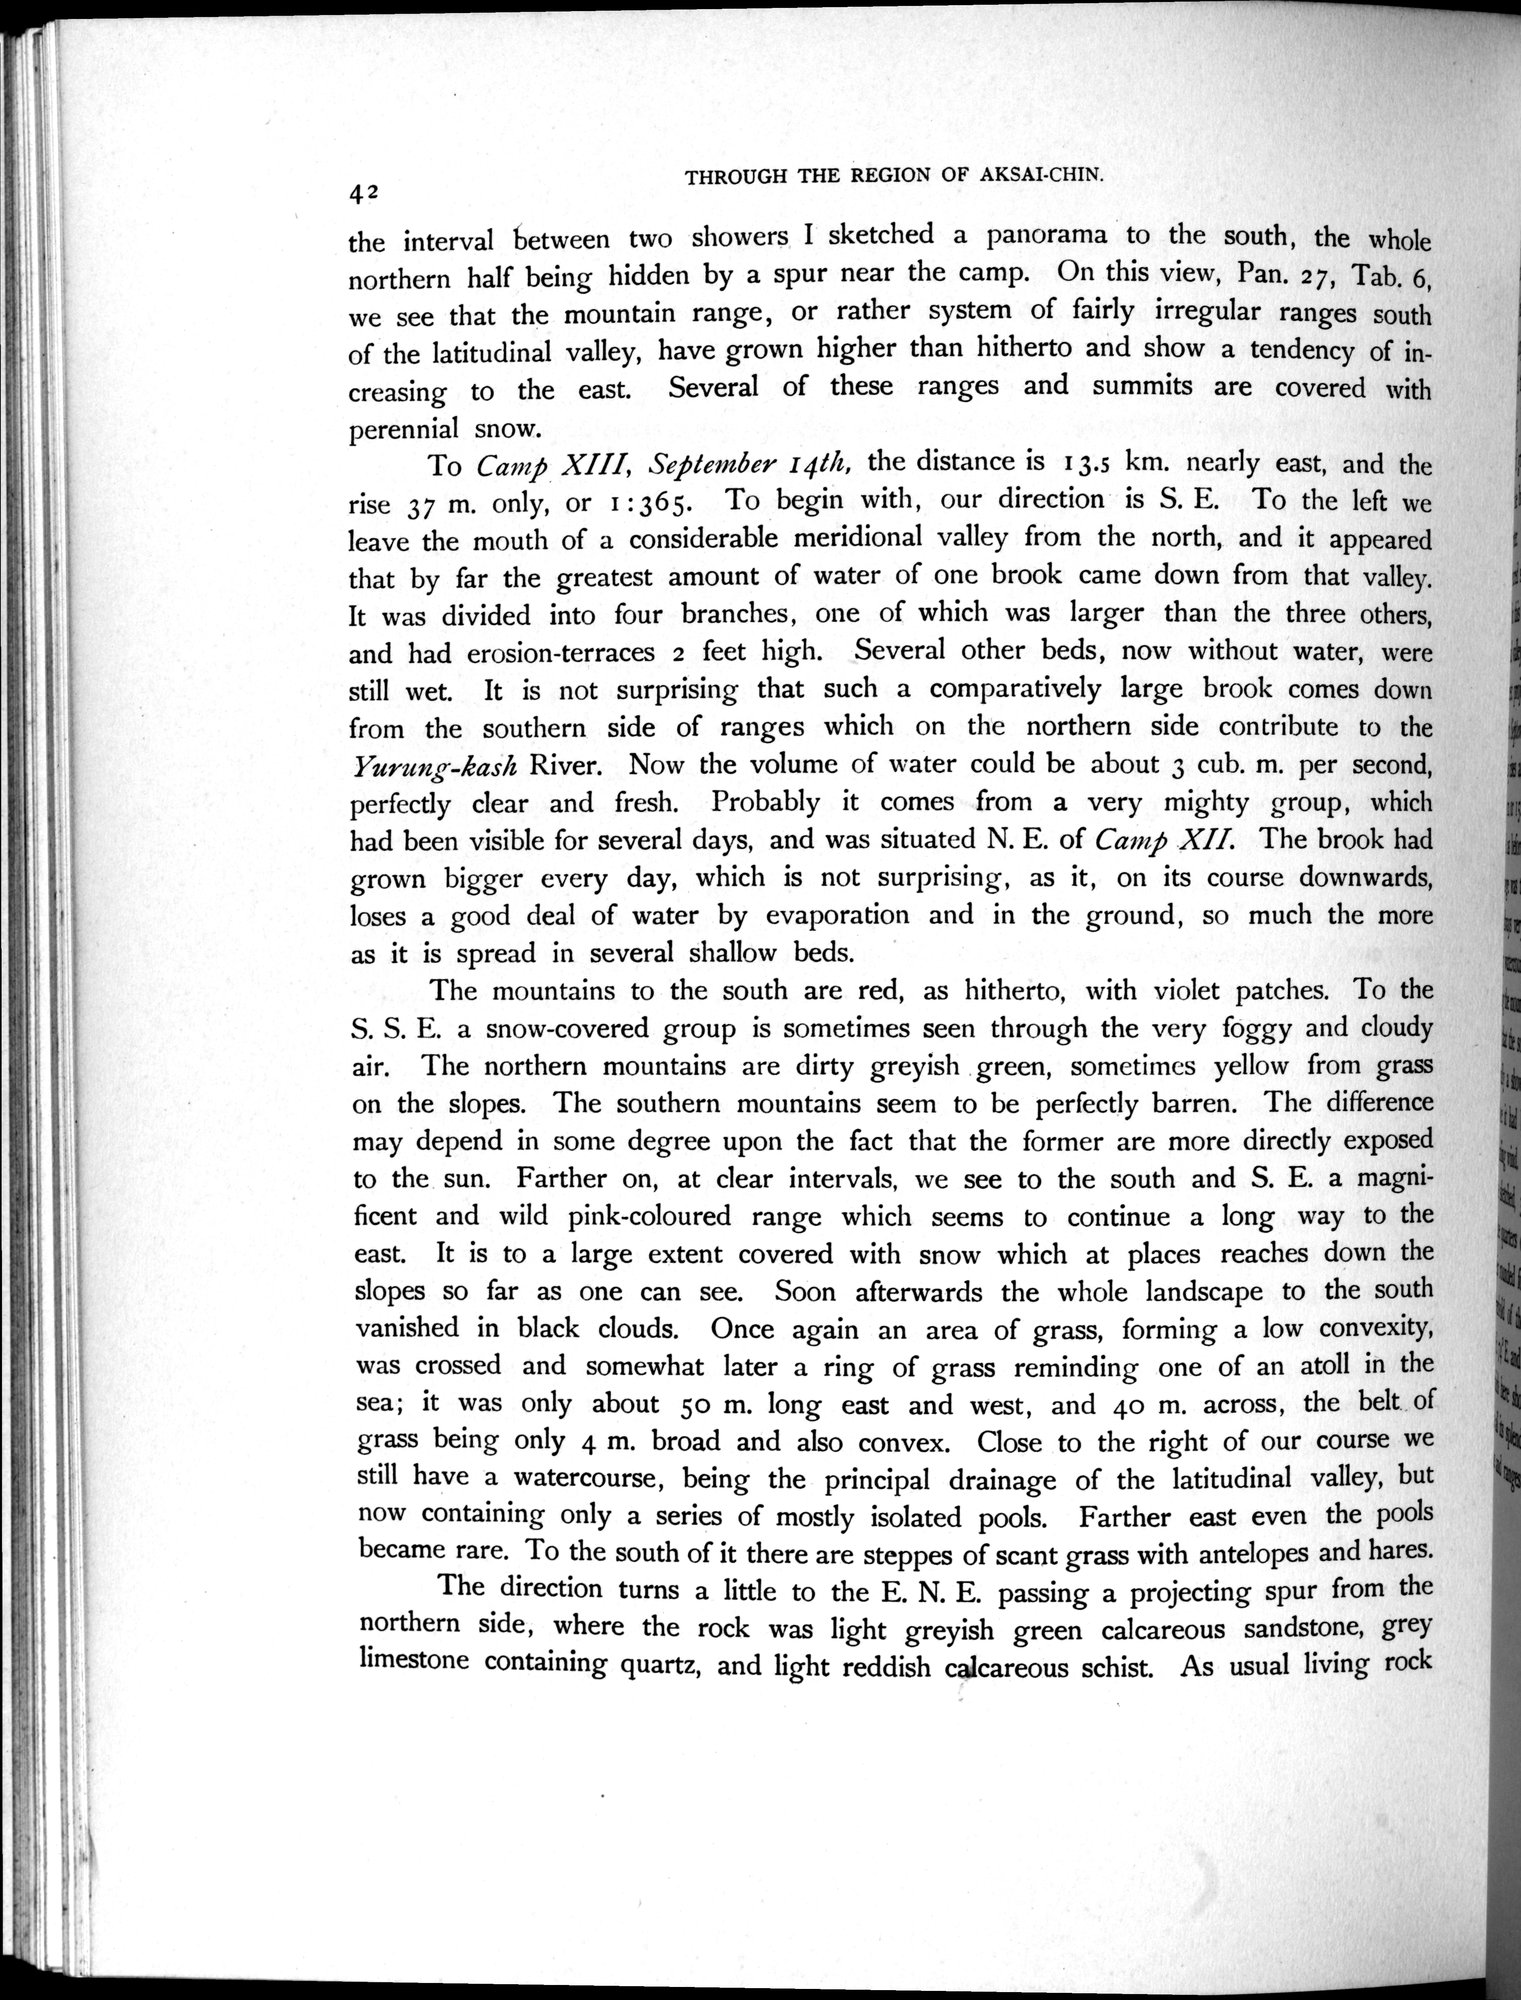 42
THROUGH THE REGION OF AKSAI-CHIN.
the interval between two showers I sketched a panorama to the south, the whole
northern half being hidden by a spur near the camp. On this view, Pan. 27, Tab. 6,
we see that the mountain range, or rather system of fairly irregular ranges south
of the latitudinal valley, have grown higher than hitherto and show a tendency of in-
creasing to the east. Several of these ranges and summits are covered with
perennial snow.
To Camp XIII, September 14th, the distance is 13.5 km. nearly east, and the
rise 37 m. only, or 1:365. To begin with, our direction is S. E. To the left we
leave the mouth of a considerable meridional valley from the north, and it appeared
that by far the greatest amount of water of one brook came down from that valley.
It was divided into four branches, one of which was larger than the three others,
and had erosion-terraces 2 feet high. Several other beds, now without water, were
still wet. It is not surprising that such a comparatively large brook comes down
from the southern side of ranges which on the northern side contribute to the
Yurung-kash River. Now the volume of water could be about 3 cub. m. per second,
perfectly clear and fresh. Probably it comes from a very mighty group, which
had been visible for several days, and was situated N. E. of Camp XII. The brook had
grown bigger every day, which is not surprising, as it, on its course downwards,
loses a good deal of water by evaporation and in the ground, so much the more
as it is spread in several shallow beds.
The mountains to the south are red, as hitherto, with violet patches. To the
S. S. E. a snow-covered group is sometimes seen through the very foggy and cloudy
air. The northern mountains are dirty greyish green, sometimes yellow from grass
on the slopes. The southern mountains seem to be perfectly barren. The difference
may depend in some degree upon the fact that the former are more directly exposed
to the sun. Farther on, at clear intervals, we see to the south and S. E. a magni-
ficent and wild pink-coloured range which seems to continue a long way to the
east. It is to a large extent covered with snow which at places reaches down the
slopes so far as one can see. Soon afterwards the whole landscape to the south
vanished in black clouds. Once again an area of grass, forming a low convexity,
was crossed and somewhat later a ring of grass reminding one of an atoll in the
sea; it was only about 50 m. long east and west, and 40 m. across, the belt of
grass being only 4 m. broad and also convex. Close to the right of our course we
still have a watercourse, being the principal drainage of the latitudinal valley, but
now containing only a series of mostly isolated pools. Farther east even the pools
became rare. To the south of it there are steppes of scant grass with antelopes and hares.
The direction turns a little to the E. N. E. passing a projecting spur from the
northern side, where the rock was light greyish green calcareous sandstone, grey
limestone containing quartz, and light reddish calcareous schist. As usual living rock